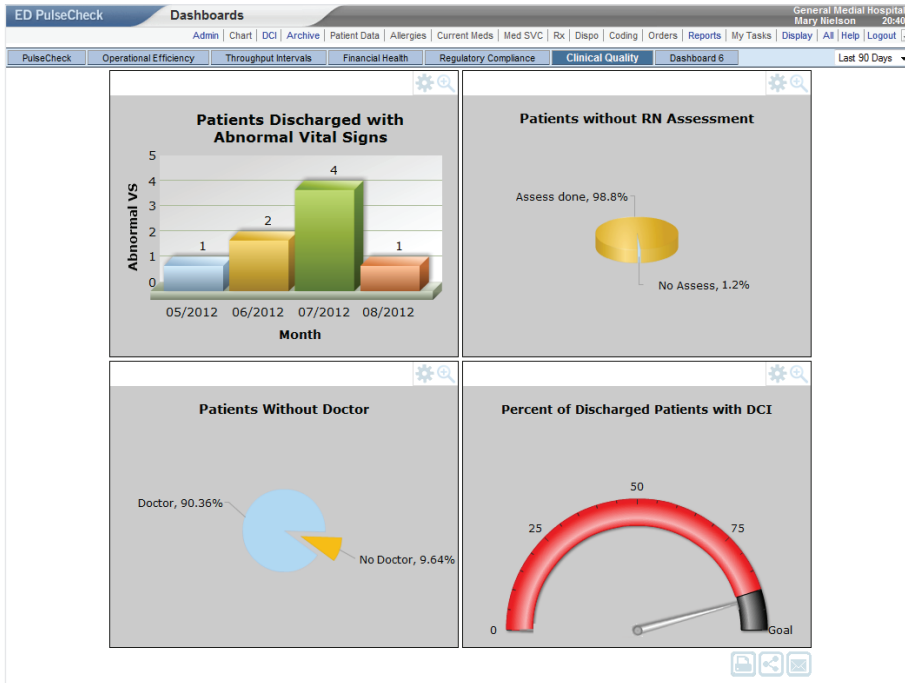 ED PulseCheck
Dashboards
General Medial Hospital
Mary Nielson 20:40
Admin | Chart | DCI | Archive | Patient Data | Allergies | Current Meds | Med SVC | Rx | Dispo | Coding | Orders | Reports | My Tasks | Display | All | Help | Logout
PulseCheck Operational Efficiency Throughput Intervals Financial Health Regulatory Compliance Clinical Quality Dashboard 6 Last 90 Days
Patients Discharged with
Abnormal Vital Signs
5
4
3
2
1
0
Abnormal VS
1
2
4
1
05/2012 06/2012 07/2012 08/2012
Month
Patients without RN Assessment
Assess done, 98.8%
No Assess, 1.2%
Patients Without Doctor
Doctor, 90.36%
No Doctor, 9.64%
Percent of Discharged Patients with DCI
50
25
75
0
Goal